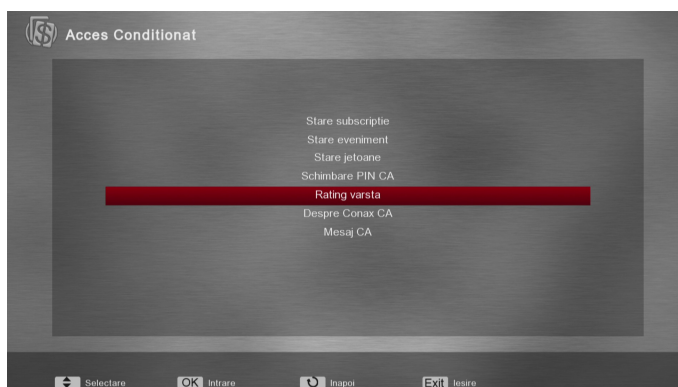 Acces Conditionat
Stare subscriptie
Stare eveniment
Stare jetoane
Schimbare PIN CA
Rating varsta
Despre Conax CA
Mesaj CA
Selectare OK Intrare Inapoi Exit Iesire